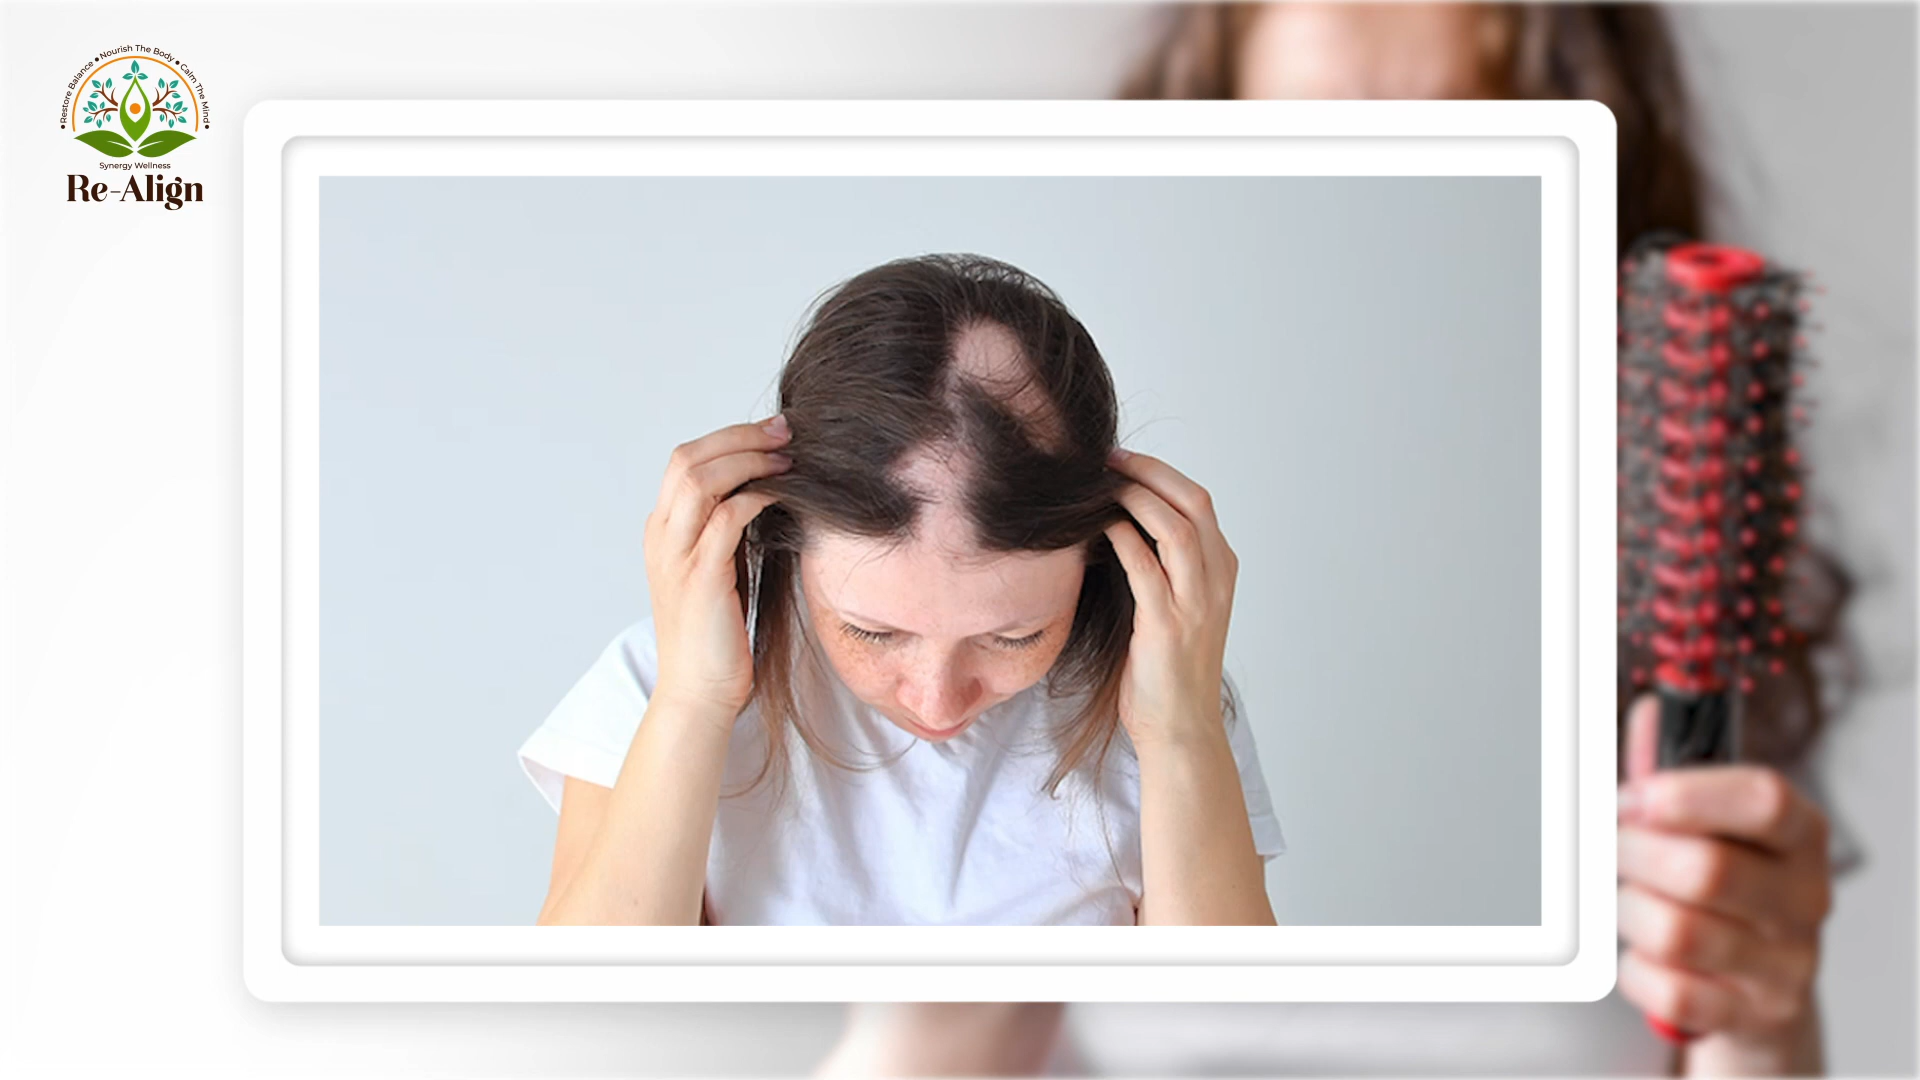 • Restore Balance • Nourish The Body • Calm The Mind •
Synergy Wellness
Re-Align